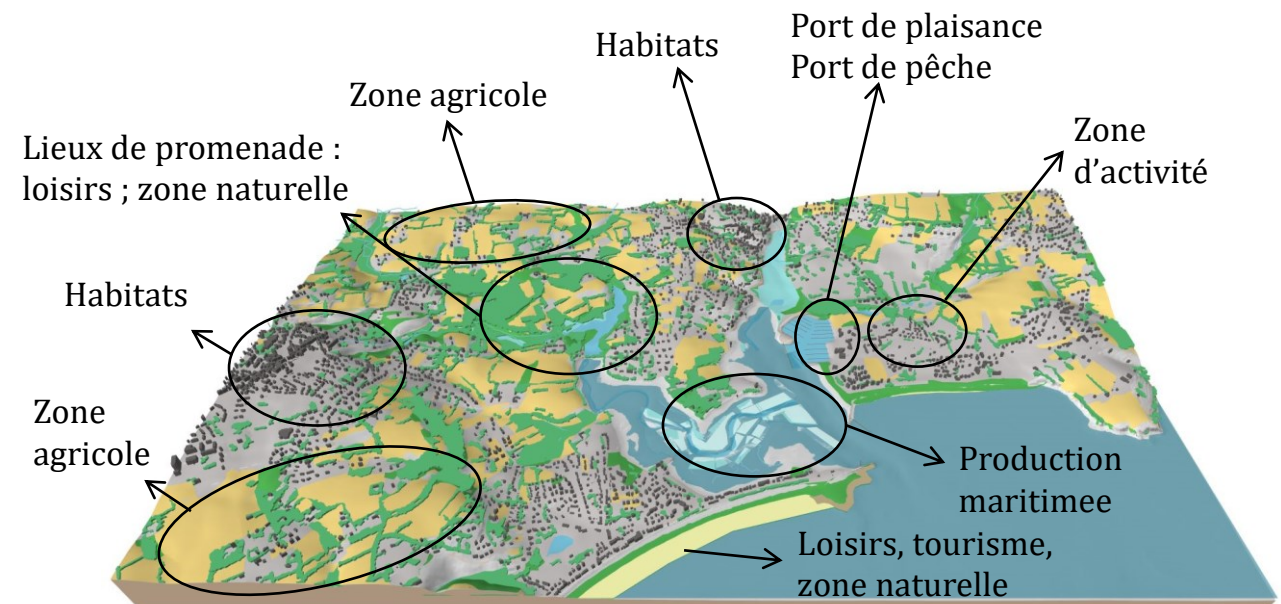 Port de plaisance
Port de pêche
Habitats
Zone agricole
Zone
d’activité
Lieux de promenade :
loisirs ; zone naturelle
Habitats
Zone
agricole
Production
maritimee
Loisirs, tourisme,
zone naturelle